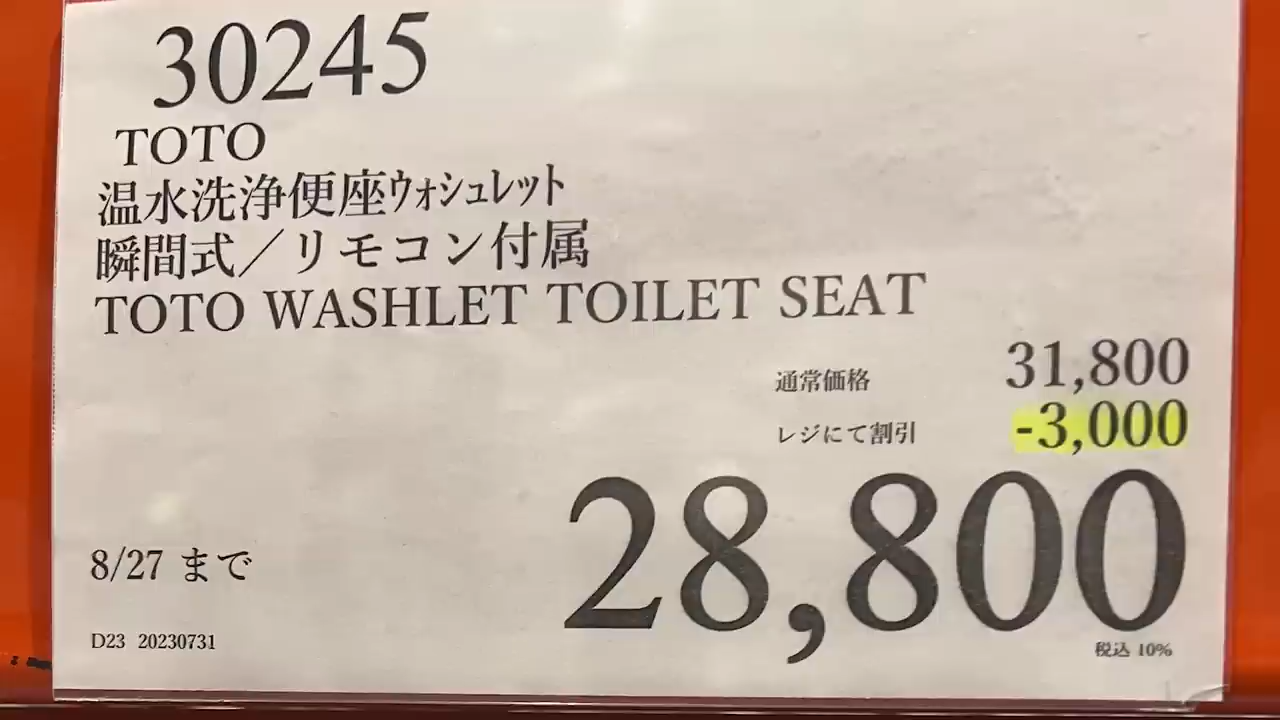 30245
TOTO
温水洗浄便座ｳｫｼｭﾚｯﾄ
瞬間式／リモコン付属
TOTO WASHLET TOILET SEAT
通常価格 31,800
レジにて割引 -3,000
28,800
税込 10%
8/27 まで
D23 20230731